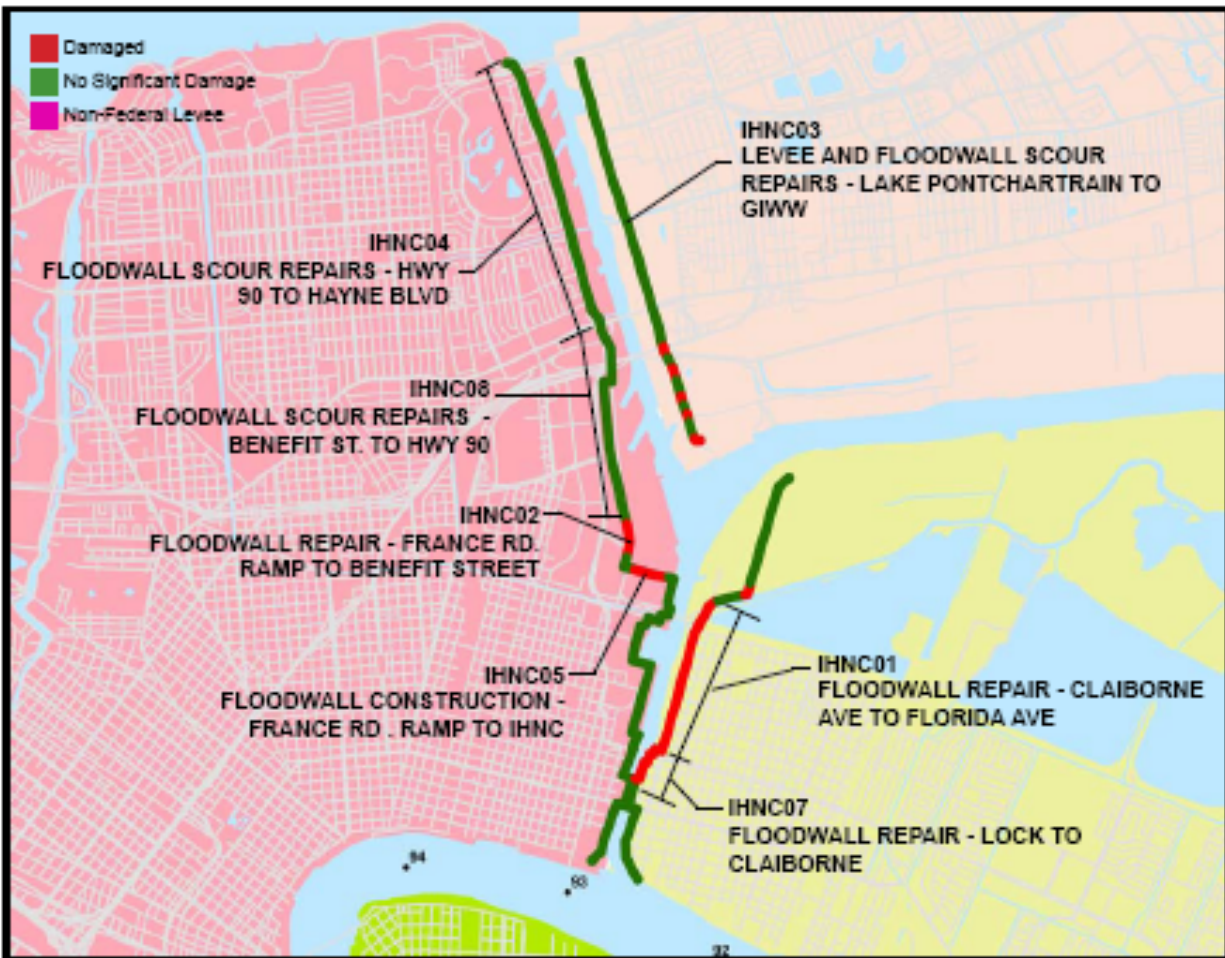 Damaged
No Significant Damage
Non-Federal Levee
IHNC03
LEVEE AND FLOODWALL SCOUR
REPAIRS - LAKE PONTCHARTRAIN TO
GIWW
IHNC04
FLOODWALL SCOUR REPAIRS - HWY
90 TO HAYNE BLVD
IHNC08
FLOODWALL SCOUR REPAIRS -
BENEFIT ST. TO HWY 90
IHNC02
FLOODWALL REPAIR - FRANCE RD.
RAMP TO BENEFIT STREET
IHNC05
FLOODWALL CONSTRUCTION -
FRANCE RD . RAMP TO IHNC
IHNC01
FLOODWALL REPAIR - CLAIBORNE
AVE TO FLORIDA AVE
IHNC07
FLOODWALL REPAIR - LOCK TO
CLAIBORNE
94
93
92